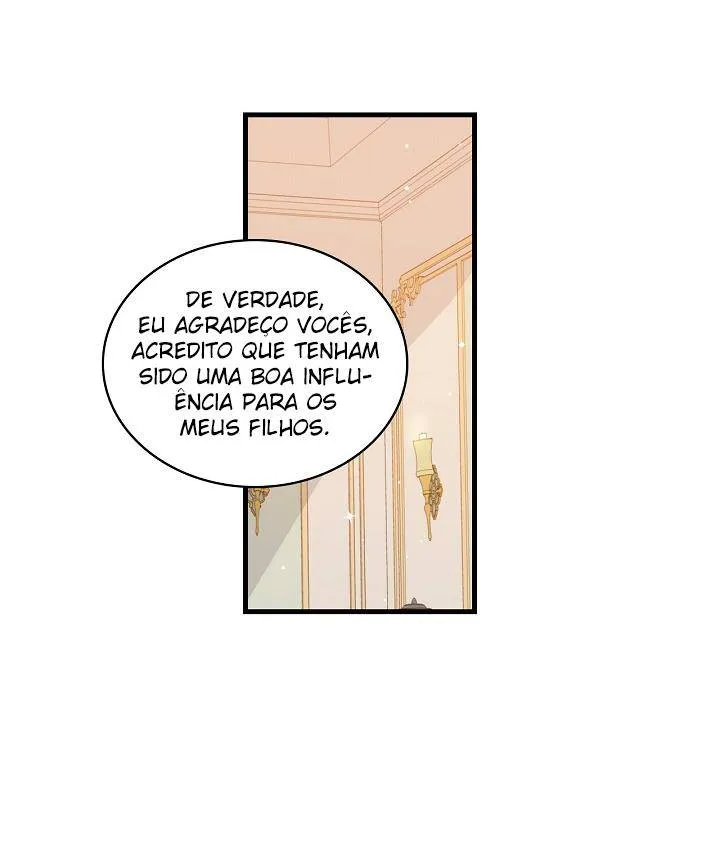 DE VERDADE,
EU AGRADEÇO VOCÊS,
ACREDITO QUE TENHAM
SIDO UMA BOA INFLU-
ÊNCIA PARA OS
MEUS FILHOS.